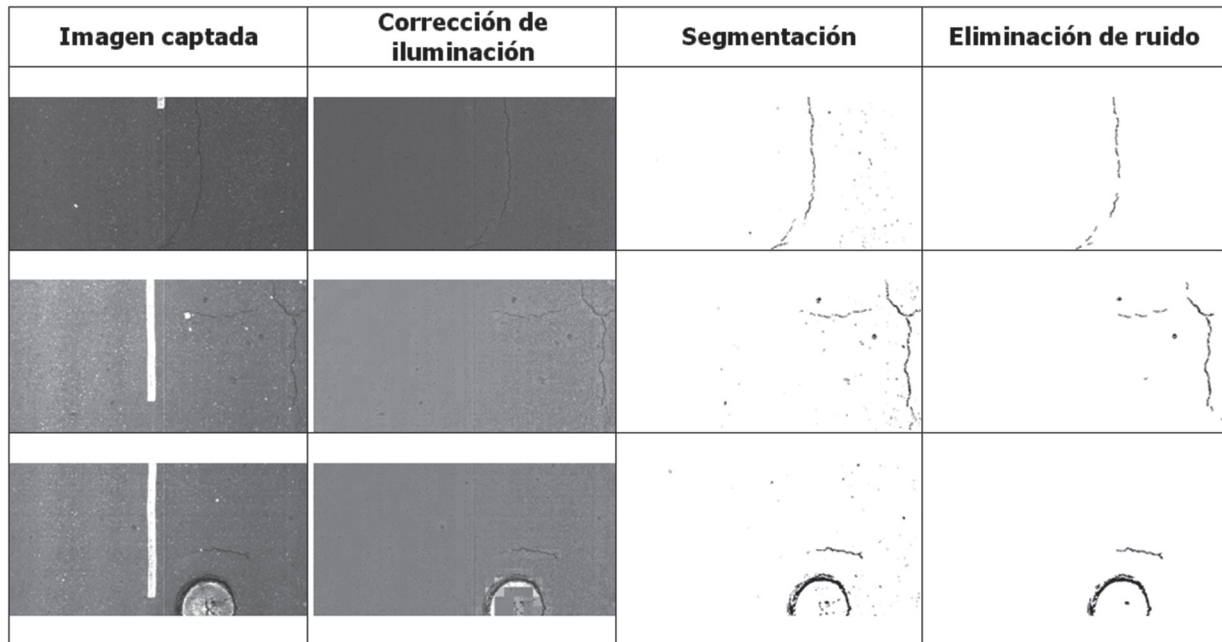 Imagen captada
Corrección de
iluminación
Segmentación
Eliminación de ruido